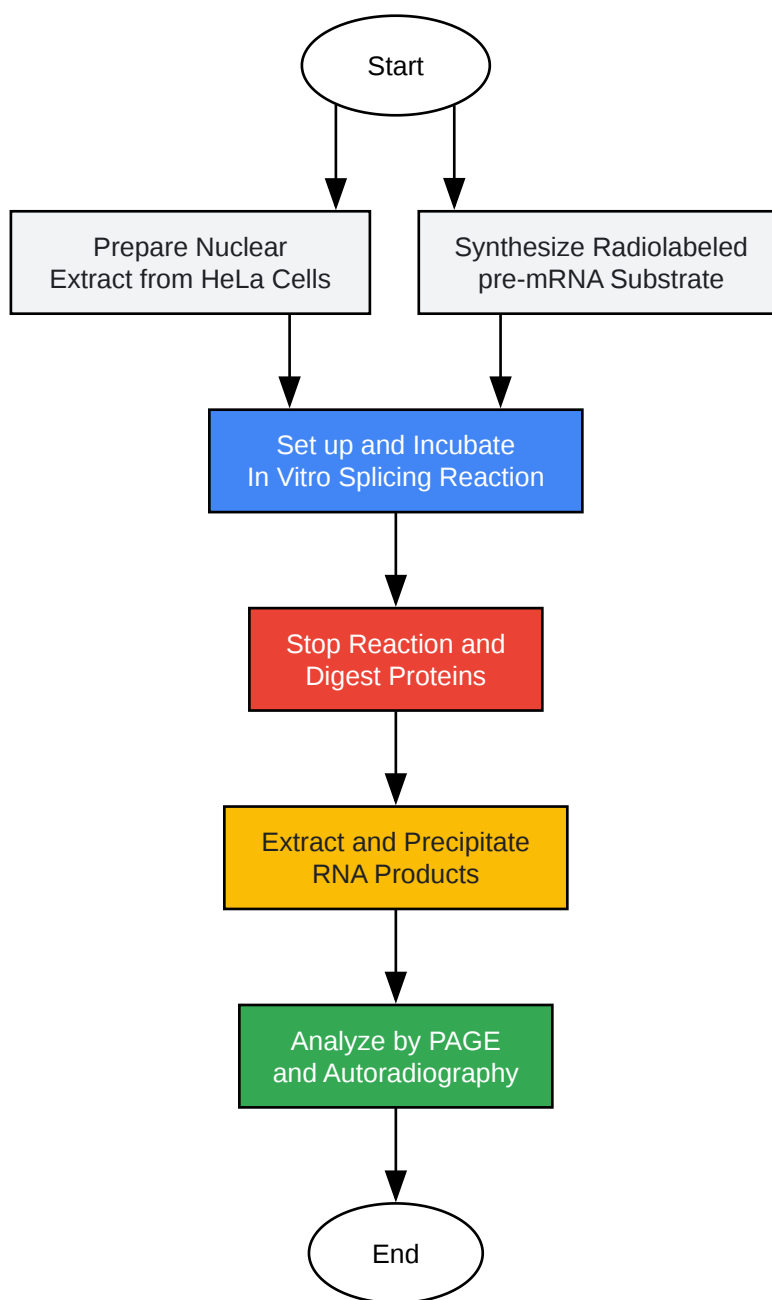 Start
Prepare Nuclear
Extract from HeLa Cells
Synthesize Radiolabeled
pre-mRNA Substrate
Set up and Incubate
In Vitro Splicing Reaction
Stop Reaction and
Digest Proteins
Extract and Precipitate
RNA Products
Analyze by PAGE
and Autoradiography
End